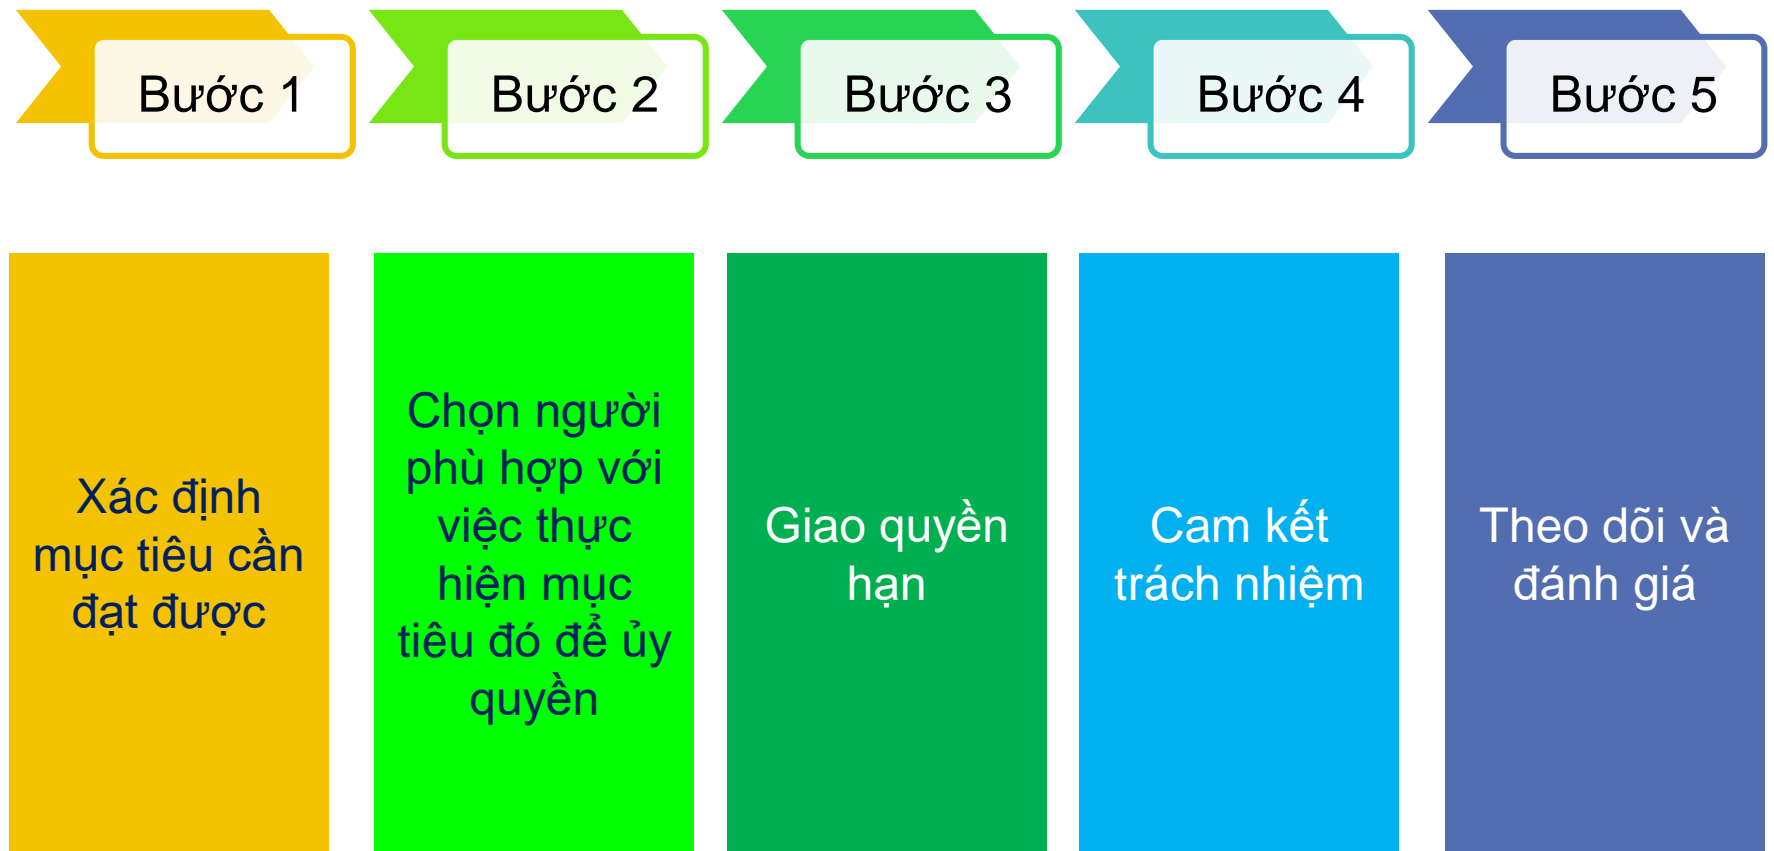 Bước 1
Bước 2
Bước 3
Bước 4
Bước 5
Xác định
mục tiêu cần
đạt được
Chọn người
phù hợp với
việc thực
hiện mục
tiêu đó để ủy
quyền
Giao quyền
hạn
Cam kết
trách nhiệm
Theo dõi và
đánh giá